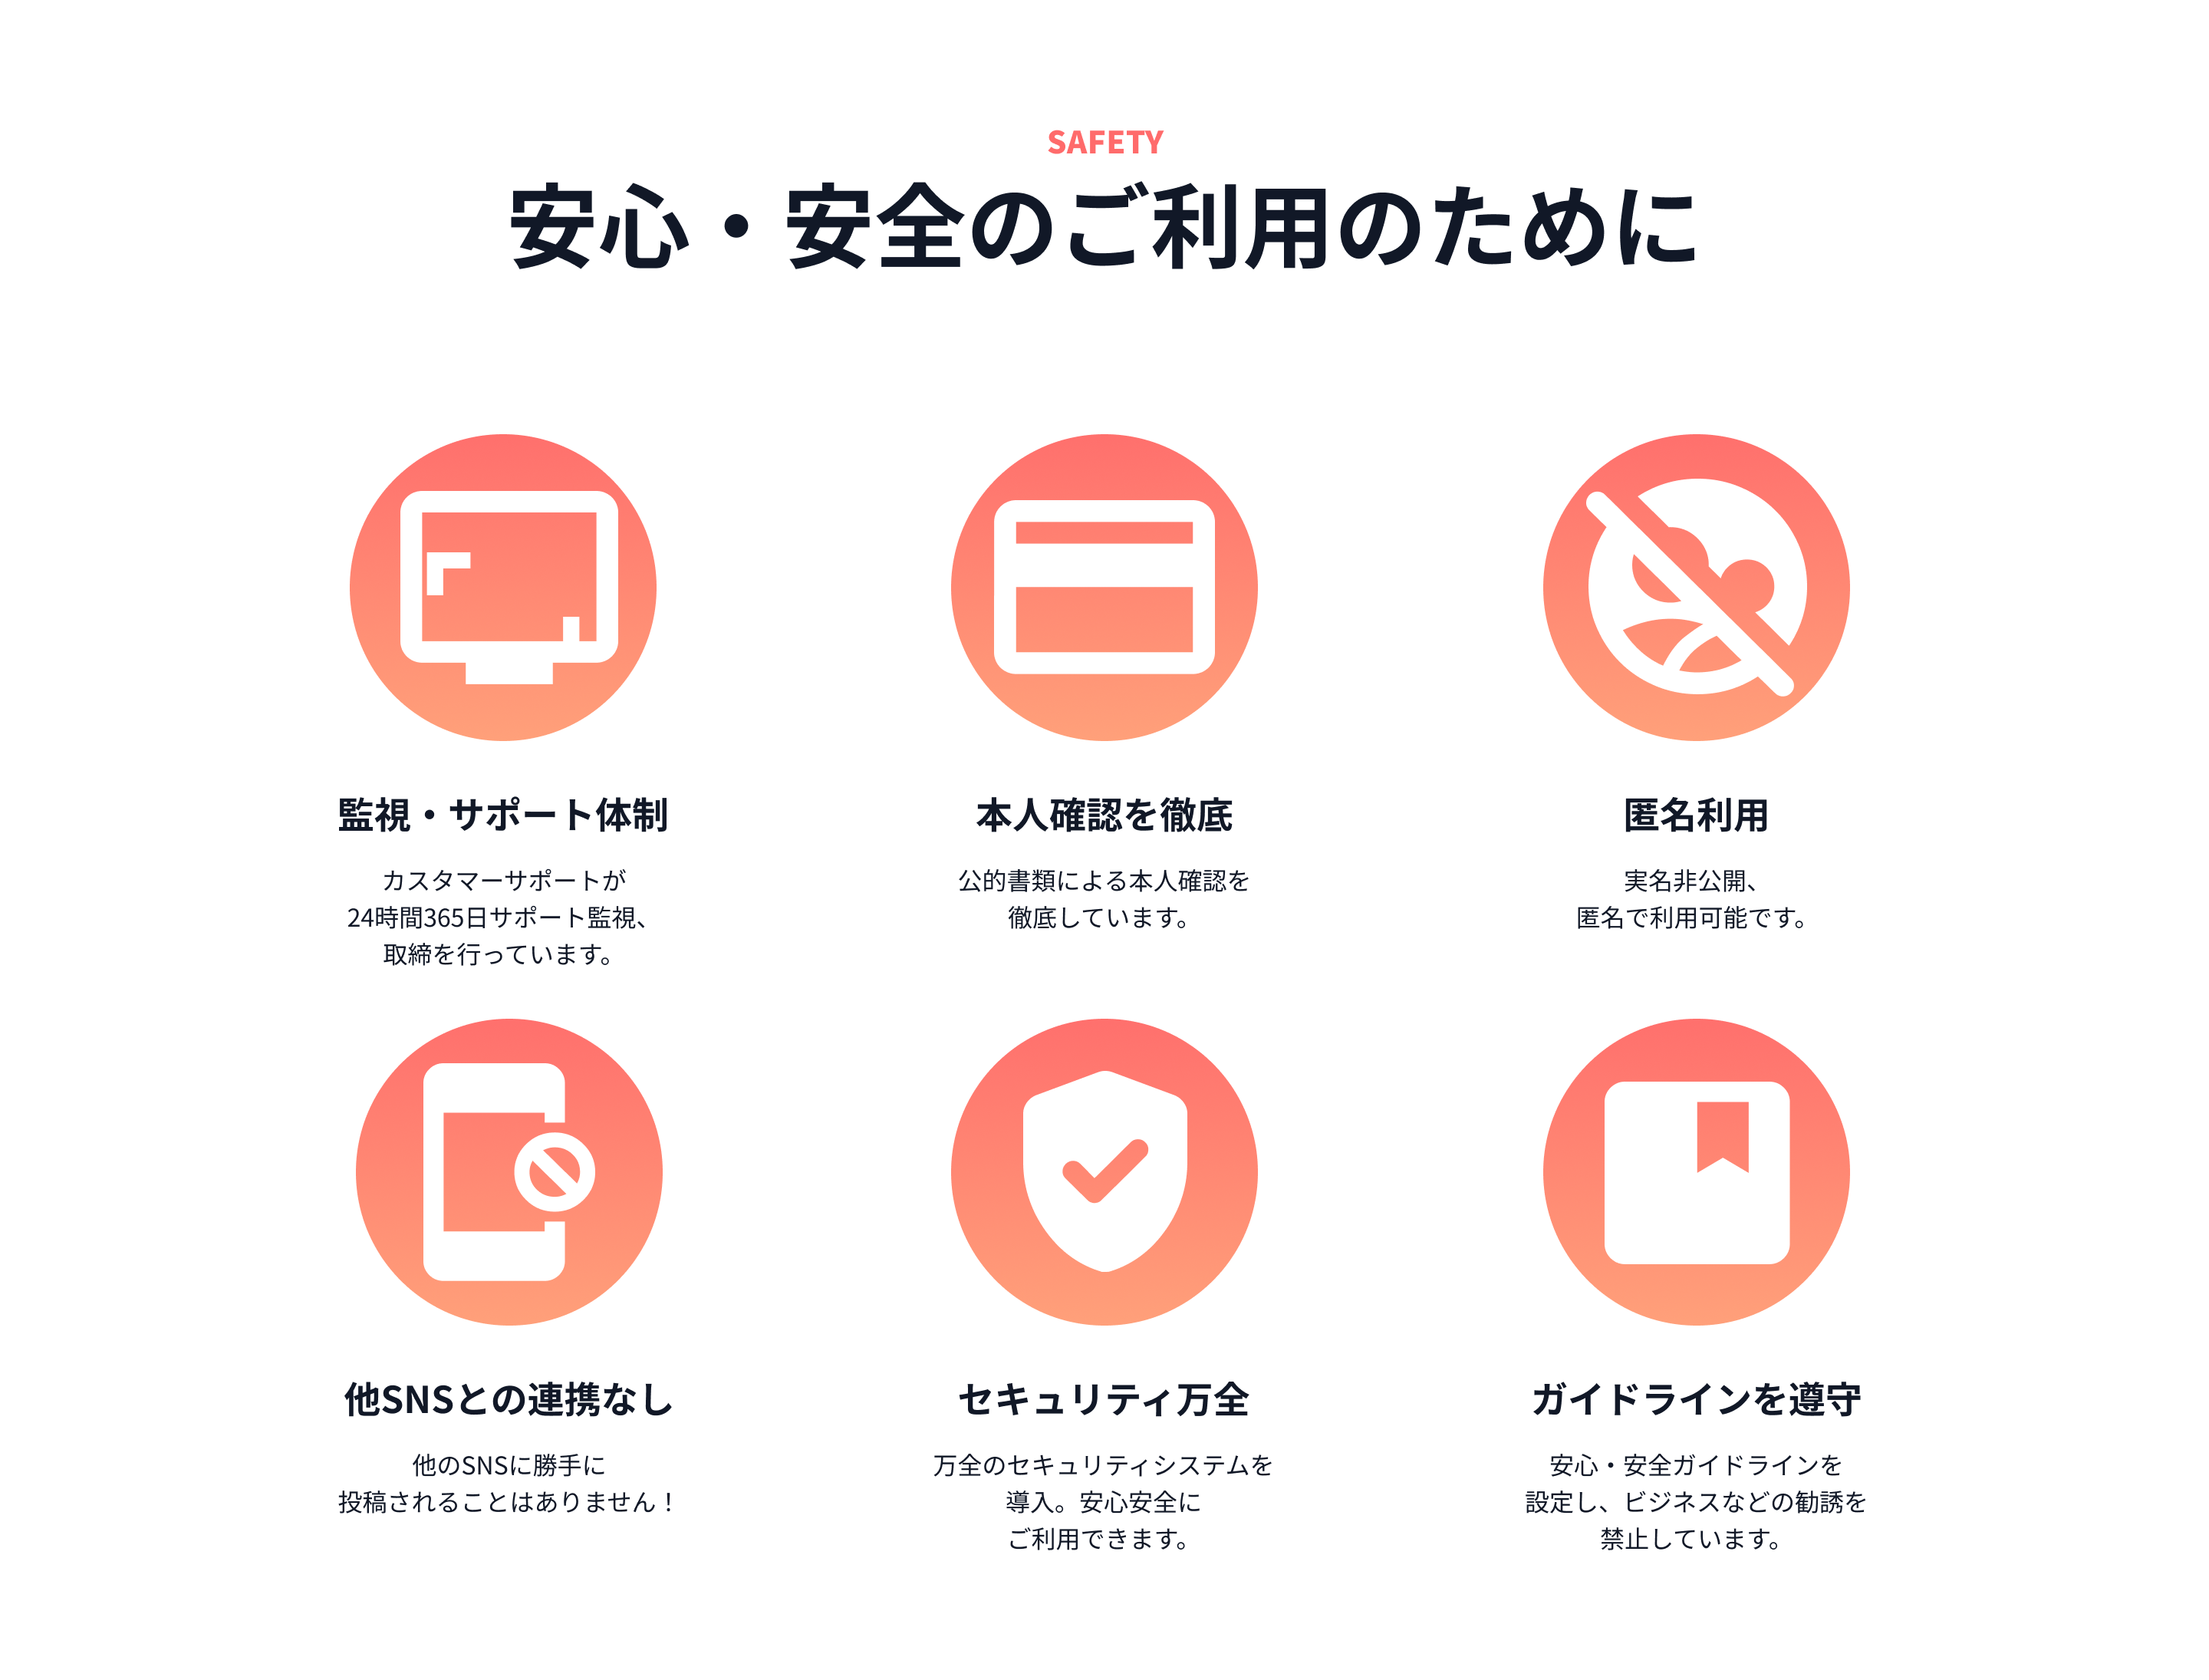 SAFETY
安心・安全のご利用のために
監視・サポート体制
カスタマーサポートが
24時間365日サポート監視、
取締を行っています。
本人確認を徹底
公的書類による本人確認を
徹底しています。
匿名利用
実名非公開、
匿名で利用可能です。
他SNSとの連携なし
他のSNSに勝手に
投稿されることはありません！
セキュリティ万全
万全のセキュリティシステムを
導入。安心安全に
ご利用できます。
ガイドラインを遵守
安心・安全ガイドラインを
設定し、ビジネスなどの勧誘を
禁止しています。